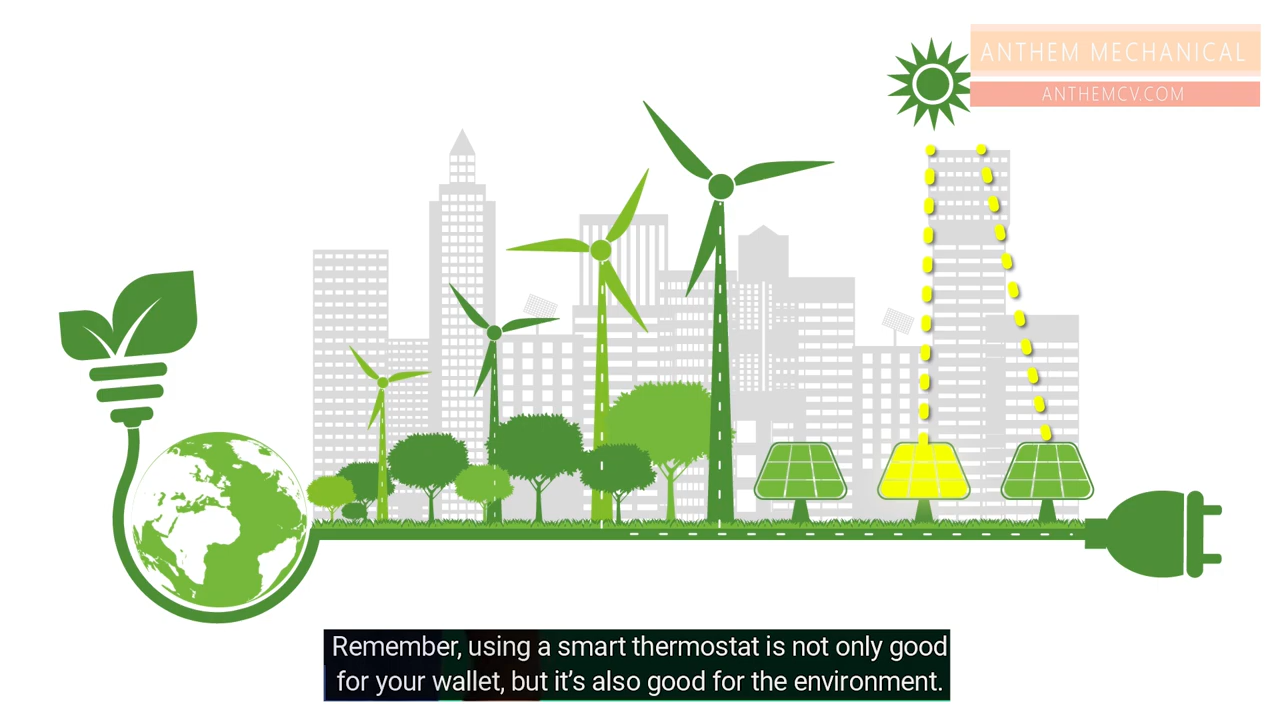 ANTHEM MECHANICAL
ANTHEMCV.COM
Remember, using a smart thermostat is not only good
for your wallet, but it’s also good for the environment.